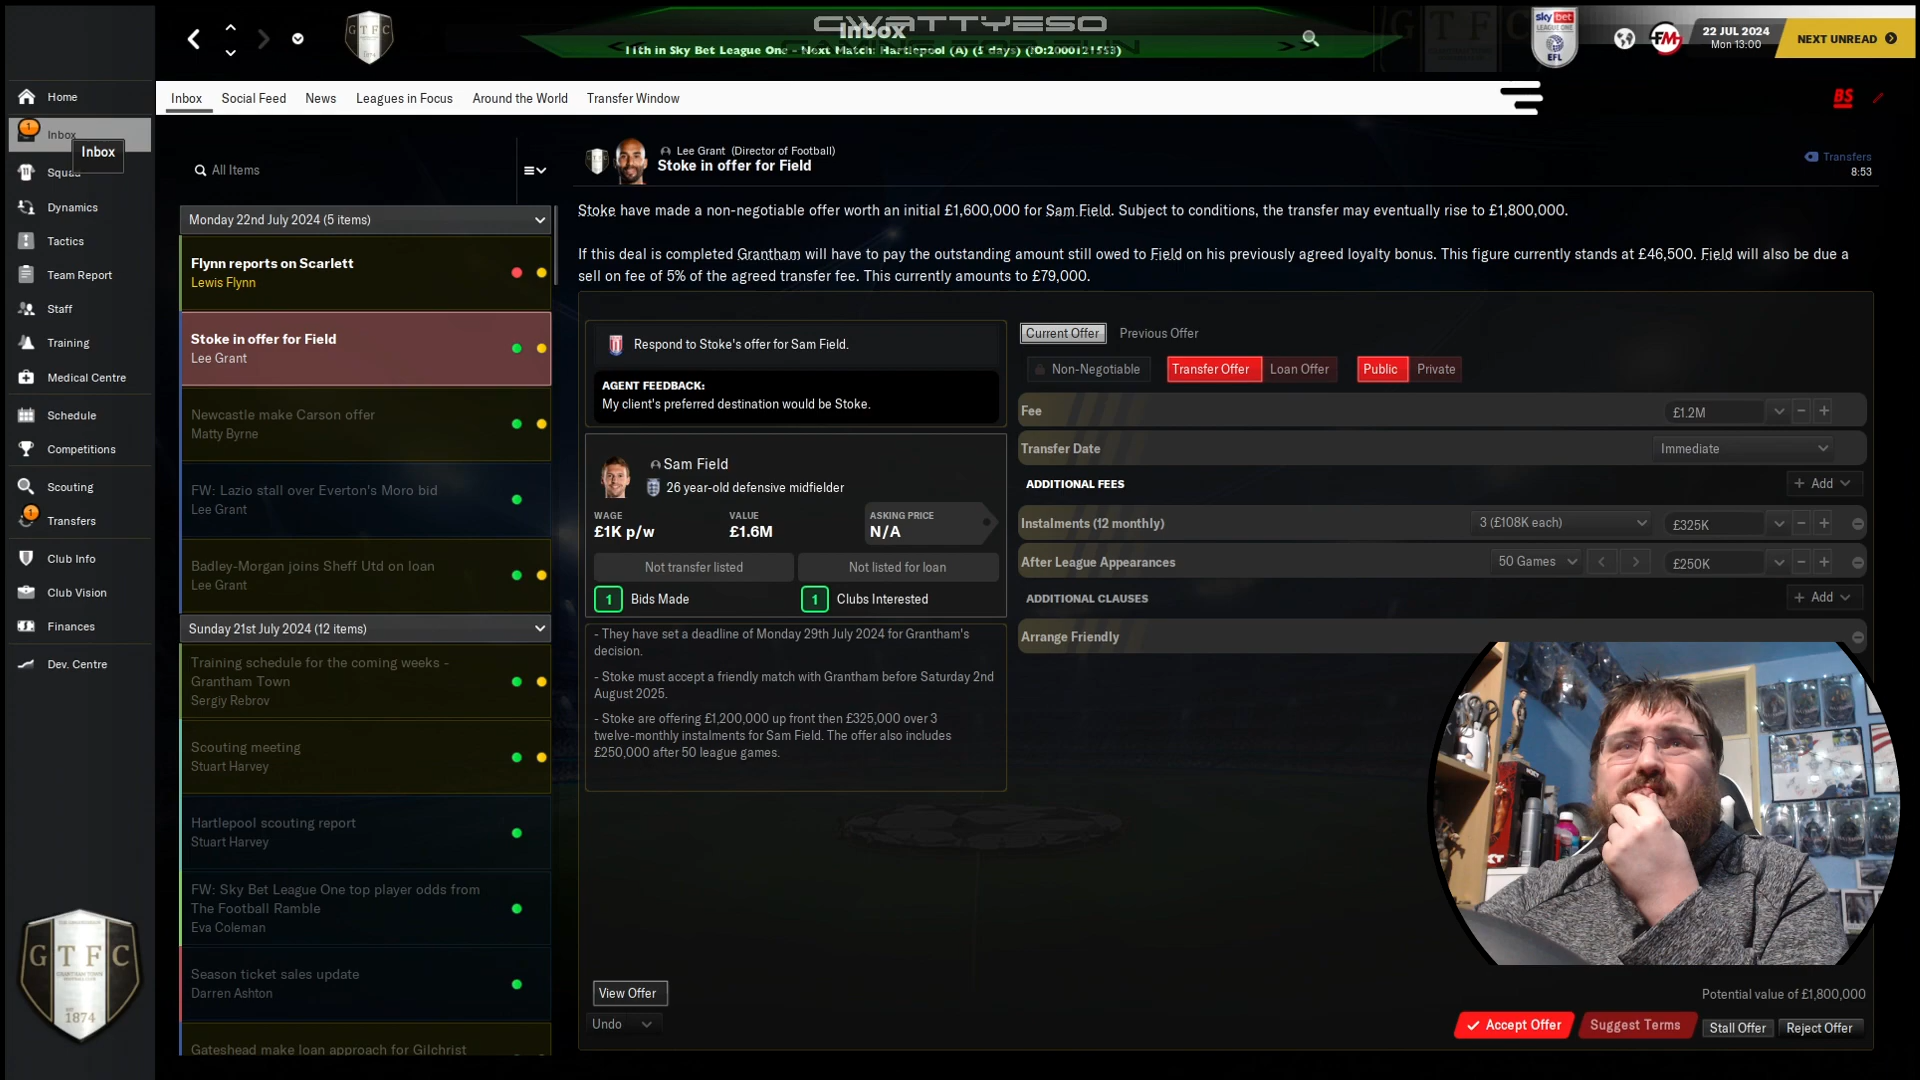 GWATTYESO
Inbox
11th in Sky Bet League One - Next Match: Hartlepool (A) (5 days) (ID:2000121553)
sky bet
LEAGUE ONE
EFL
FM
22 JUL 2024
Mon 13:00
NEXT UNREAD
Home
Inbox
Inbox
Squad
Dynamics
Tactics
Team Report
Staff
Training
Medical Centre
Schedule
Competitions
Scouting
Transfers
Club Info
Club Vision
Finances
Dev. Centre
GTFC
1874
Inbox Social Feed News Leagues in Focus Around the World Transfer Window
BS
All Items
Monday 22nd July 2024 (5 items)
Flynn reports on Scarlett
Lewis Flynn
Stoke in offer for Field
Lee Grant
Newcastle make Carson offer
Matty Byrne
FW: Lazio stall over Everton's Moro bid
Lee Grant
Badley-Morgan joins Sheff Utd on loan
Lee Grant
Sunday 21st July 2024 (12 items)
Training schedule for the coming weeks -
Grantham Town
Sergiy Rebrov
Scouting meeting
Stuart Harvey
Hartlepool scouting report
Stuart Harvey
FW: Sky Bet League One top player odds from
The Football Ramble
Eva Coleman
Season ticket sales update
Darren Ashton
Gateshead make loan approach for Gilchrist
Lee Grant (Director of Football)
Stoke in offer for Field
Transfers
8:53
Stoke have made a non-negotiable offer worth an initial £1,600,000 for Sam Field. Subject to conditions, the transfer may eventually rise to £1,800,000.
If this deal is completed Grantham will have to pay the outstanding amount still owed to Field on his previously agreed loyalty bonus. This figure currently stands at £46,500. Field will also be due a
sell on fee of 5% of the agreed transfer fee. This currently amounts to £79,000.
Respond to Stoke's offer for Sam Field.
AGENT FEEDBACK:
My client's preferred destination would be Stoke.
Sam Field
26 year-old defensive midfielder
WAGE VALUE ASKING PRICE
£1K p/w £1.6M N/A
Not transfer listed Not listed for loan
1 Bids Made 1 Clubs Interested
- They have set a deadline of Monday 29th July 2024 for Grantham's
decision.
- Stoke must accept a friendly match with Grantham before Saturday 2nd
August 2025.
- Stoke are offering £1,200,000 up front then £325,000 over 3
twelve-monthly instalments for Sam Field. The offer also includes
£250,000 after 50 league games.
View Offer
Undo
Current Offer Previous Offer
Non-Negotiable Transfer Offer Loan Offer Public Private
Fee £1.2M
Transfer Date Immediate
ADDITIONAL FEES + Add
Instalments (12 monthly) 3 (£108K each) £325K
After League Appearances 50 Games £250K
ADDITIONAL CLAUSES + Add
Arrange Friendly
Potential value of £1,800,000
Accept Offer Suggest Terms Stall Offer Reject Offer